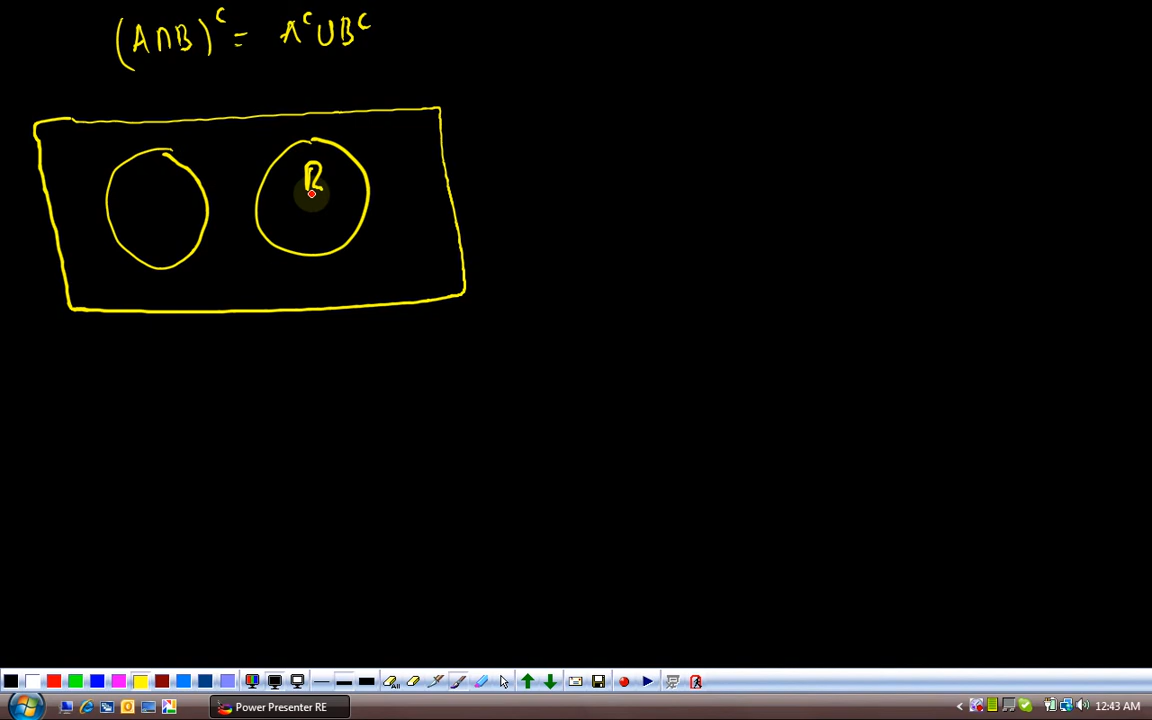 (A∩B)ᶜ = Aᶜ∪Bᶜ
Power Presenter RE
12:43 AM